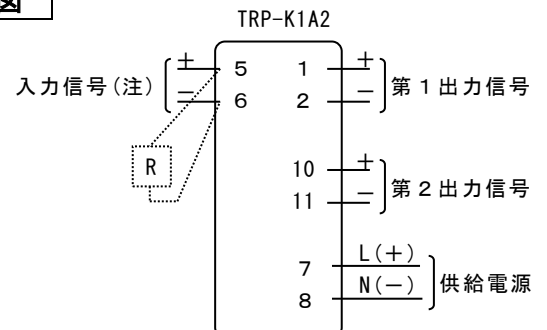 図
TRP-K1A2
入力信号(注)
+ 5 1 + 第1出力信号
− 6 2 −
R
10 + 第2出力信号
11 −
7 L(+) 供給電源
8 N(−)